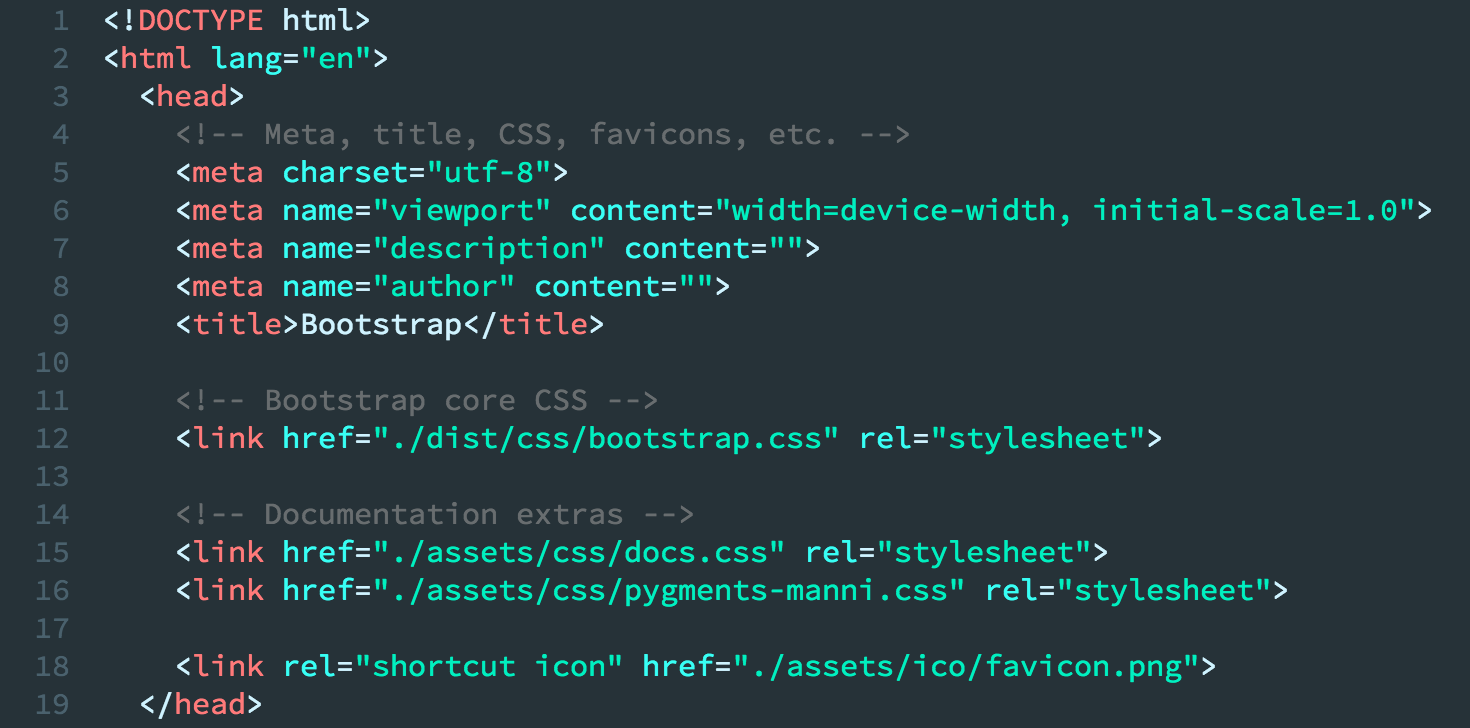 1 <!DOCTYPE html>
2 <html lang="en">
3   <head>
4     <!-- Meta, title, CSS, favicons, etc. -->
5     <meta charset="utf-8">
6     <meta name="viewport" content="width=device-width, initial-scale=1.0">
7     <meta name="description" content="">
8     <meta name="author" content="">
9     <title>Bootstrap</title>
10
11     <!-- Bootstrap core CSS -->
12     <link href="./dist/css/bootstrap.css" rel="stylesheet">
13
14     <!-- Documentation extras -->
15     <link href="./assets/css/docs.css" rel="stylesheet">
16     <link href="./assets/css/pygments-manni.css" rel="stylesheet">
17
18     <link rel="shortcut icon" href="./assets/ico/favicon.png">
19   </head>